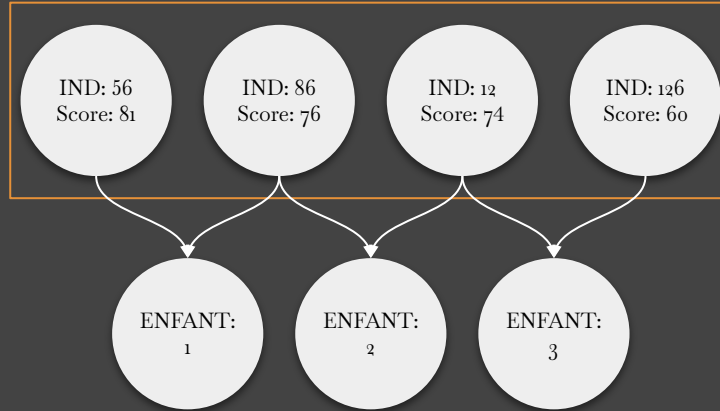 IND: 56
Score: 81
IND: 86
Score: 76
IND: 12
Score: 74
IND: 126
Score: 60
ENFANT:
1
ENFANT:
2
ENFANT:
3